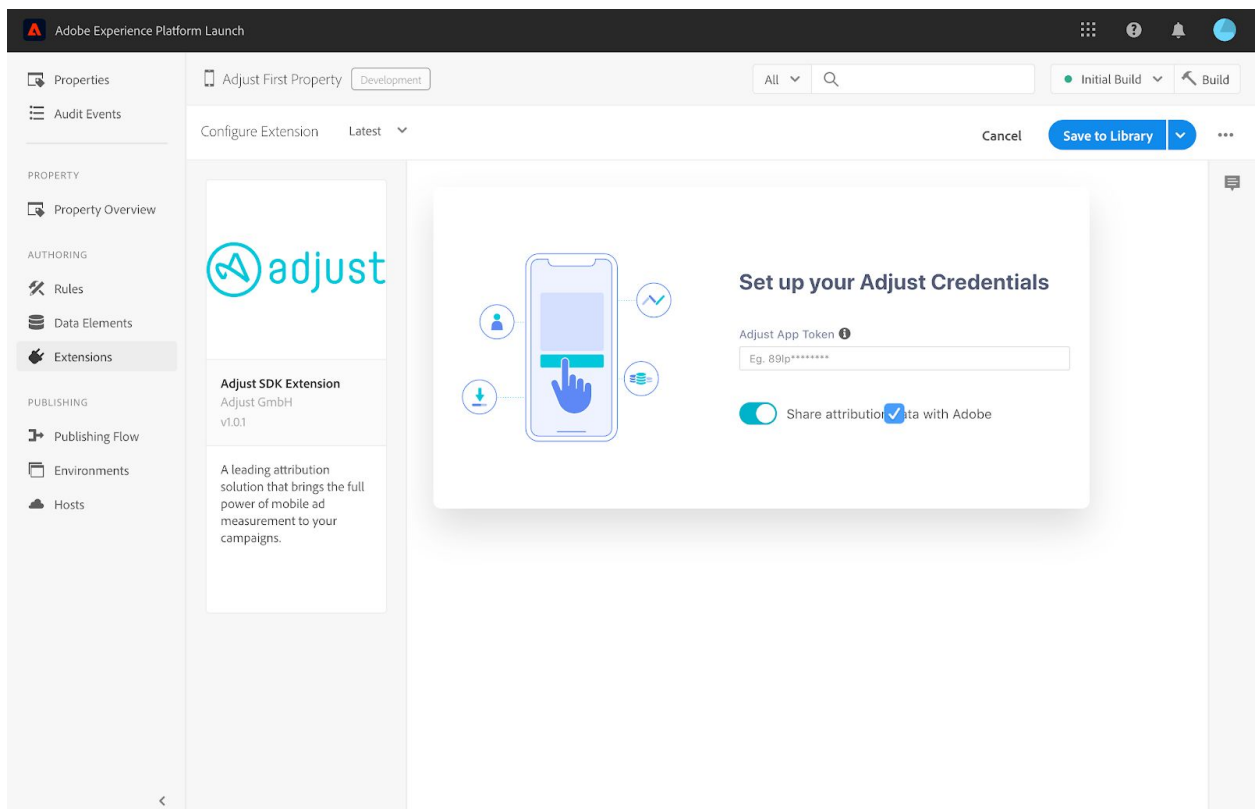 Adobe Experience Platform Launch
Properties
Audit Events
PROPERTY
Property Overview
AUTHORING
Rules
Data Elements
Extensions
PUBLISHING
Publishing Flow
Environments
Hosts
Adjust First Property Development
All
Initial Build
Build
Configure Extension Latest
Cancel
Save to Library
adjust
Adjust SDK Extension
Adjust GmbH
v1.0.1
A leading attribution
solution that brings the full
power of mobile ad
measurement to your
campaigns.
Set up your Adjust Credentials
Adjust App Token
Eg. 89lp********
Share attribution ta with Adobe